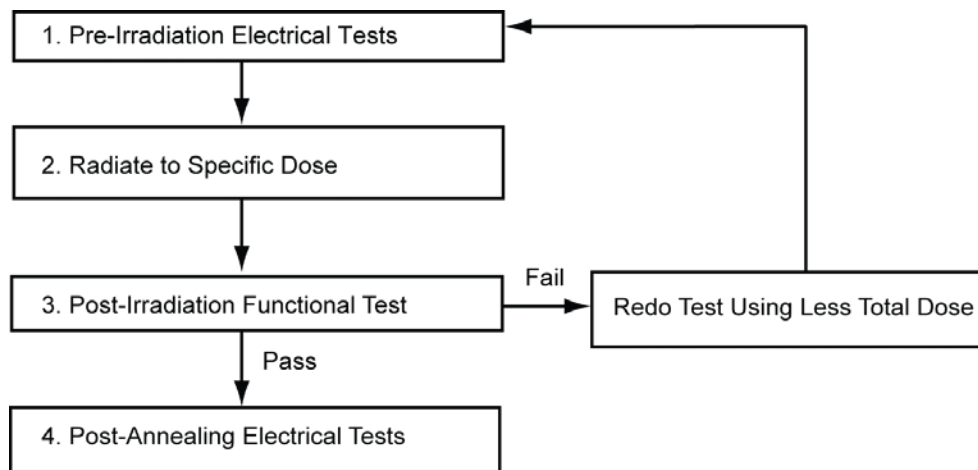 1. Pre-Irradiation Electrical Tests
2. Radiate to Specific Dose
3. Post-Irradiation Functional Test
Fail
Redo Test Using Less Total Dose
Pass
4. Post-Annealing Electrical Tests